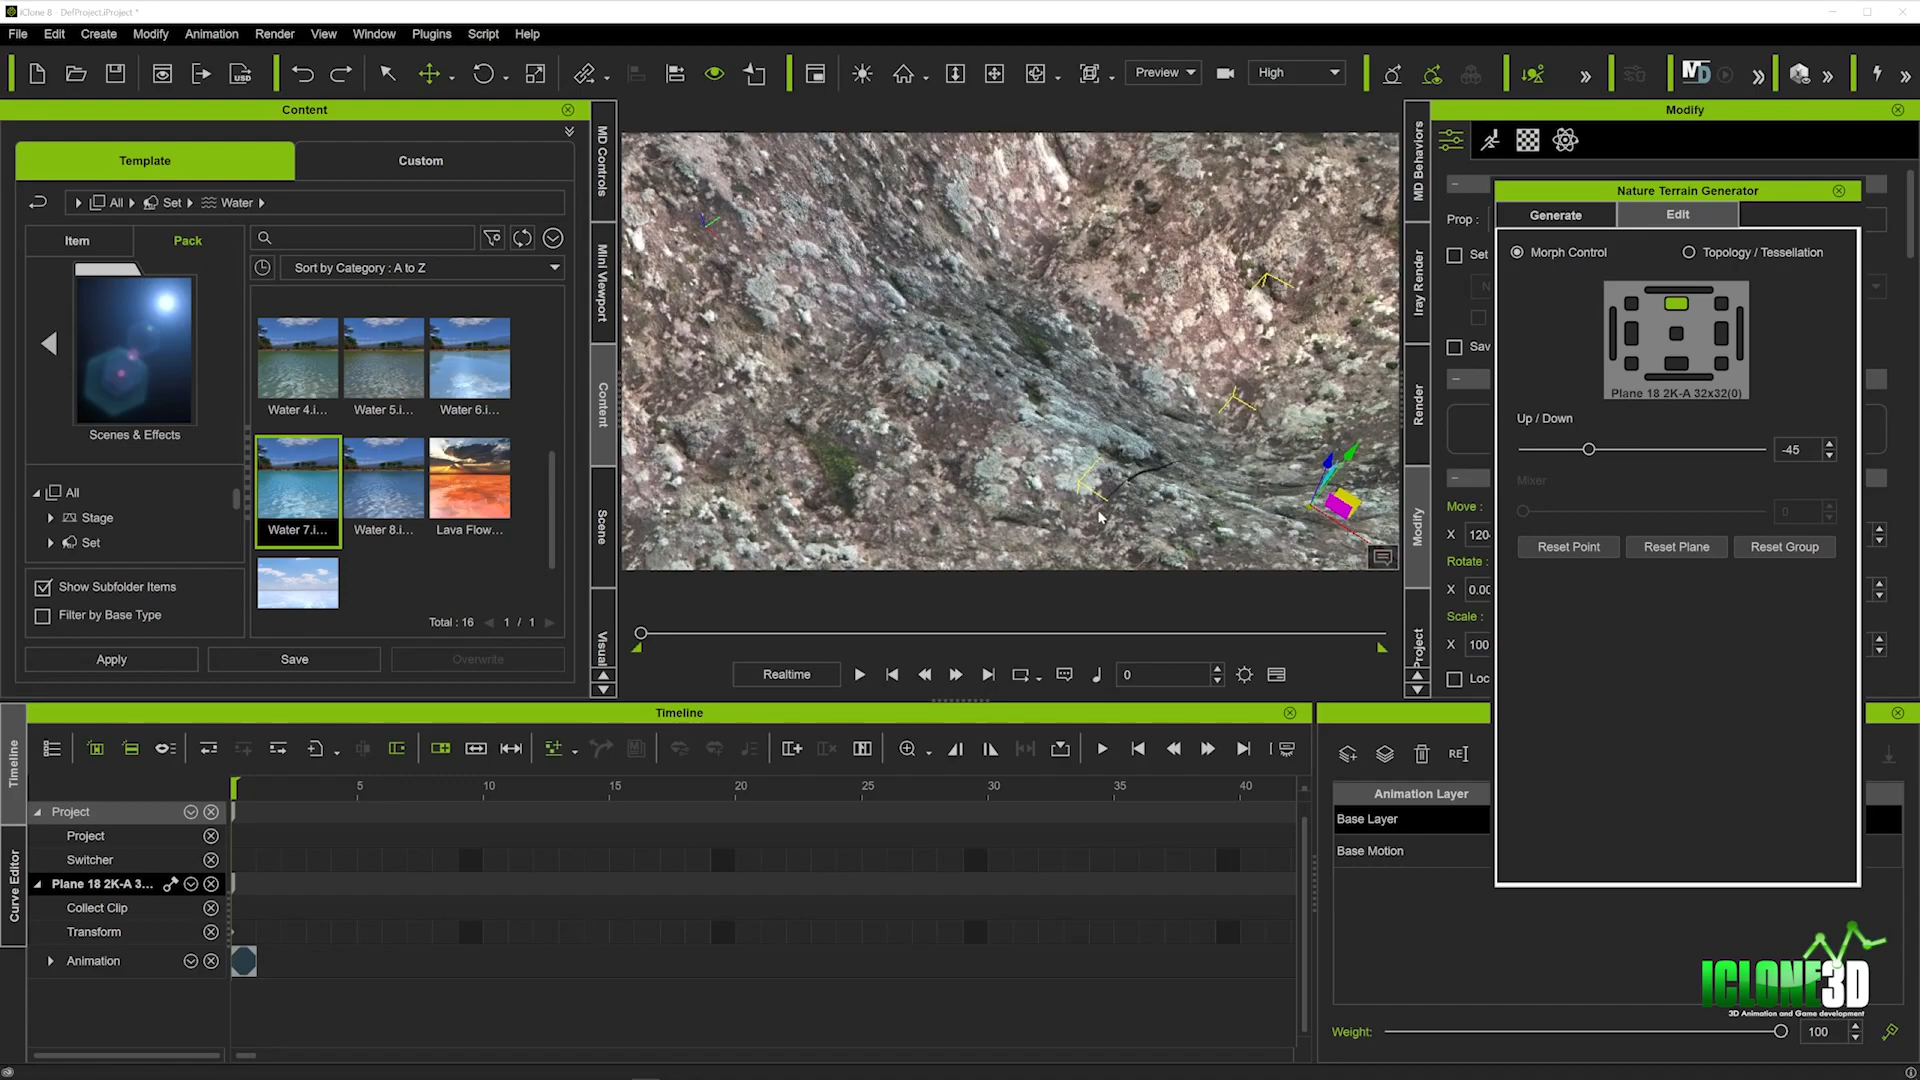 iClone 8 - DefProject.iProject *
File Edit Create Modify Animation Render View Window Plugins Script Help
USD
Preview
High
Content
Template
Custom
All
Set
Water
Item
Pack
Sort by Category : A to Z
Scenes & Effects
Water 4.i...
Water 5.i...
Water 6.i...
Water 7.i...
Water 8.i...
Lava Flow...
All
Stage
Set
Show Subfolder Items
Filter by Base Type
Total : 16
1 / 1
Apply
Save
Overwrite
MD Controls
Mini Viewport
Content
Scene
Visual
Realtime
0
MD Behaviors
Iray Render
Render
Modify
Project
Modify
Prop :
Set
Sav
Move :
X 120
Rotate :
X 0.00
Scale :
X 100
Loc
Nature Terrain Generator
Generate
Edit
Morph Control
Topology / Tessellation
Plane 18 2K-A 32x32(0)
Up / Down
-45
Mixer
0
Reset Point
Reset Plane
Reset Group
Timeline
Timeline
Curve Editor
5 10 15 20 25 30 35 40
Project
Project
Switcher
Plane 18 2K-A 3...
Collect Clip
Transform
Animation
Animation Layer
Base Layer
Base Motion
Weight:
100
ICLONE3D
3D Animation and Game development